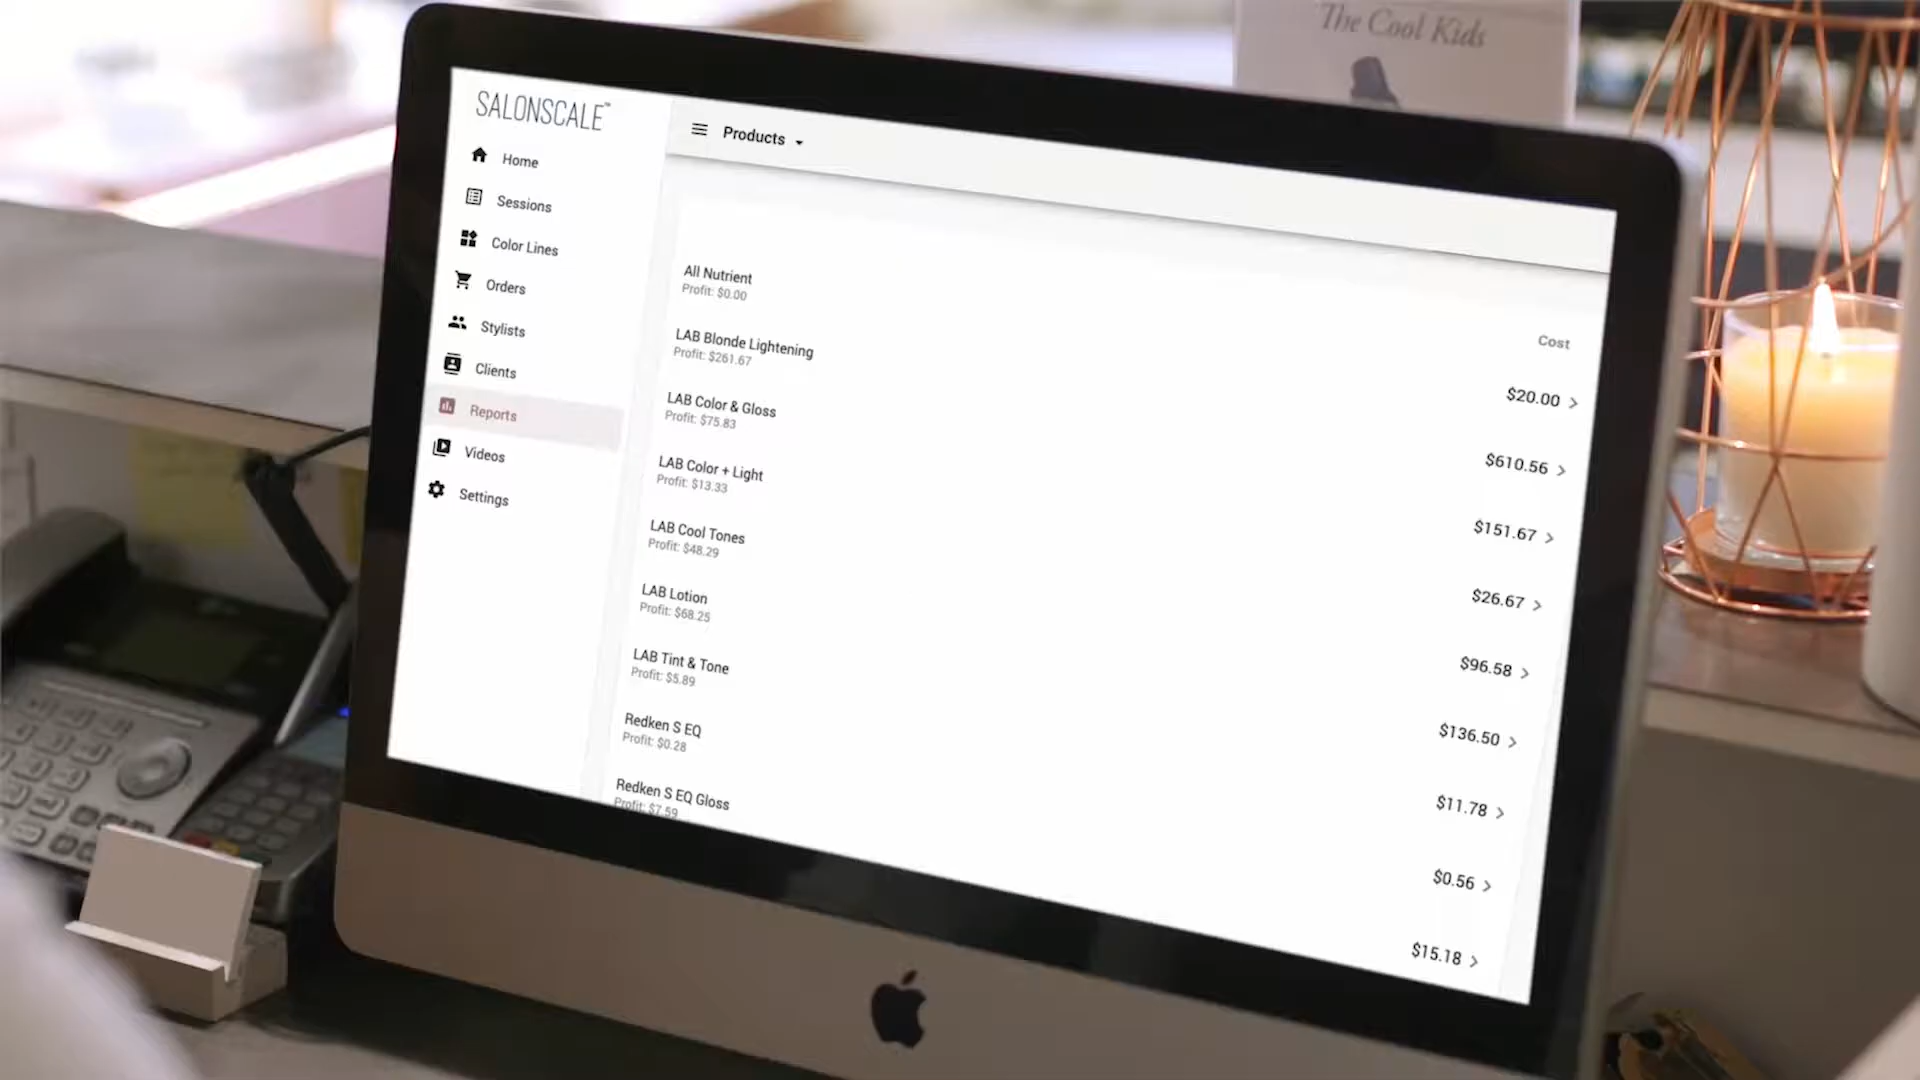 The Cool Kids
SALONSCALE™
Home
Sessions
Color Lines
Orders
Stylists
Clients
Reports
Videos
Settings
Products
Cost
All Nutrient
Profit: $0.00
$20.00
LAB Blonde Lightening
Profit: $261.67
$610.56
LAB Color & Gloss
Profit: $75.83
$151.67
LAB Color + Light
Profit: $13.33
$26.67
LAB Cool Tones
Profit: $48.29
$96.58
LAB Lotion
Profit: $68.25
$136.50
LAB Tint & Tone
Profit: $5.89
$11.78
Redken S EQ
Profit: $0.28
$0.56
Redken S EQ Gloss
Profit: $7.59
$15.18